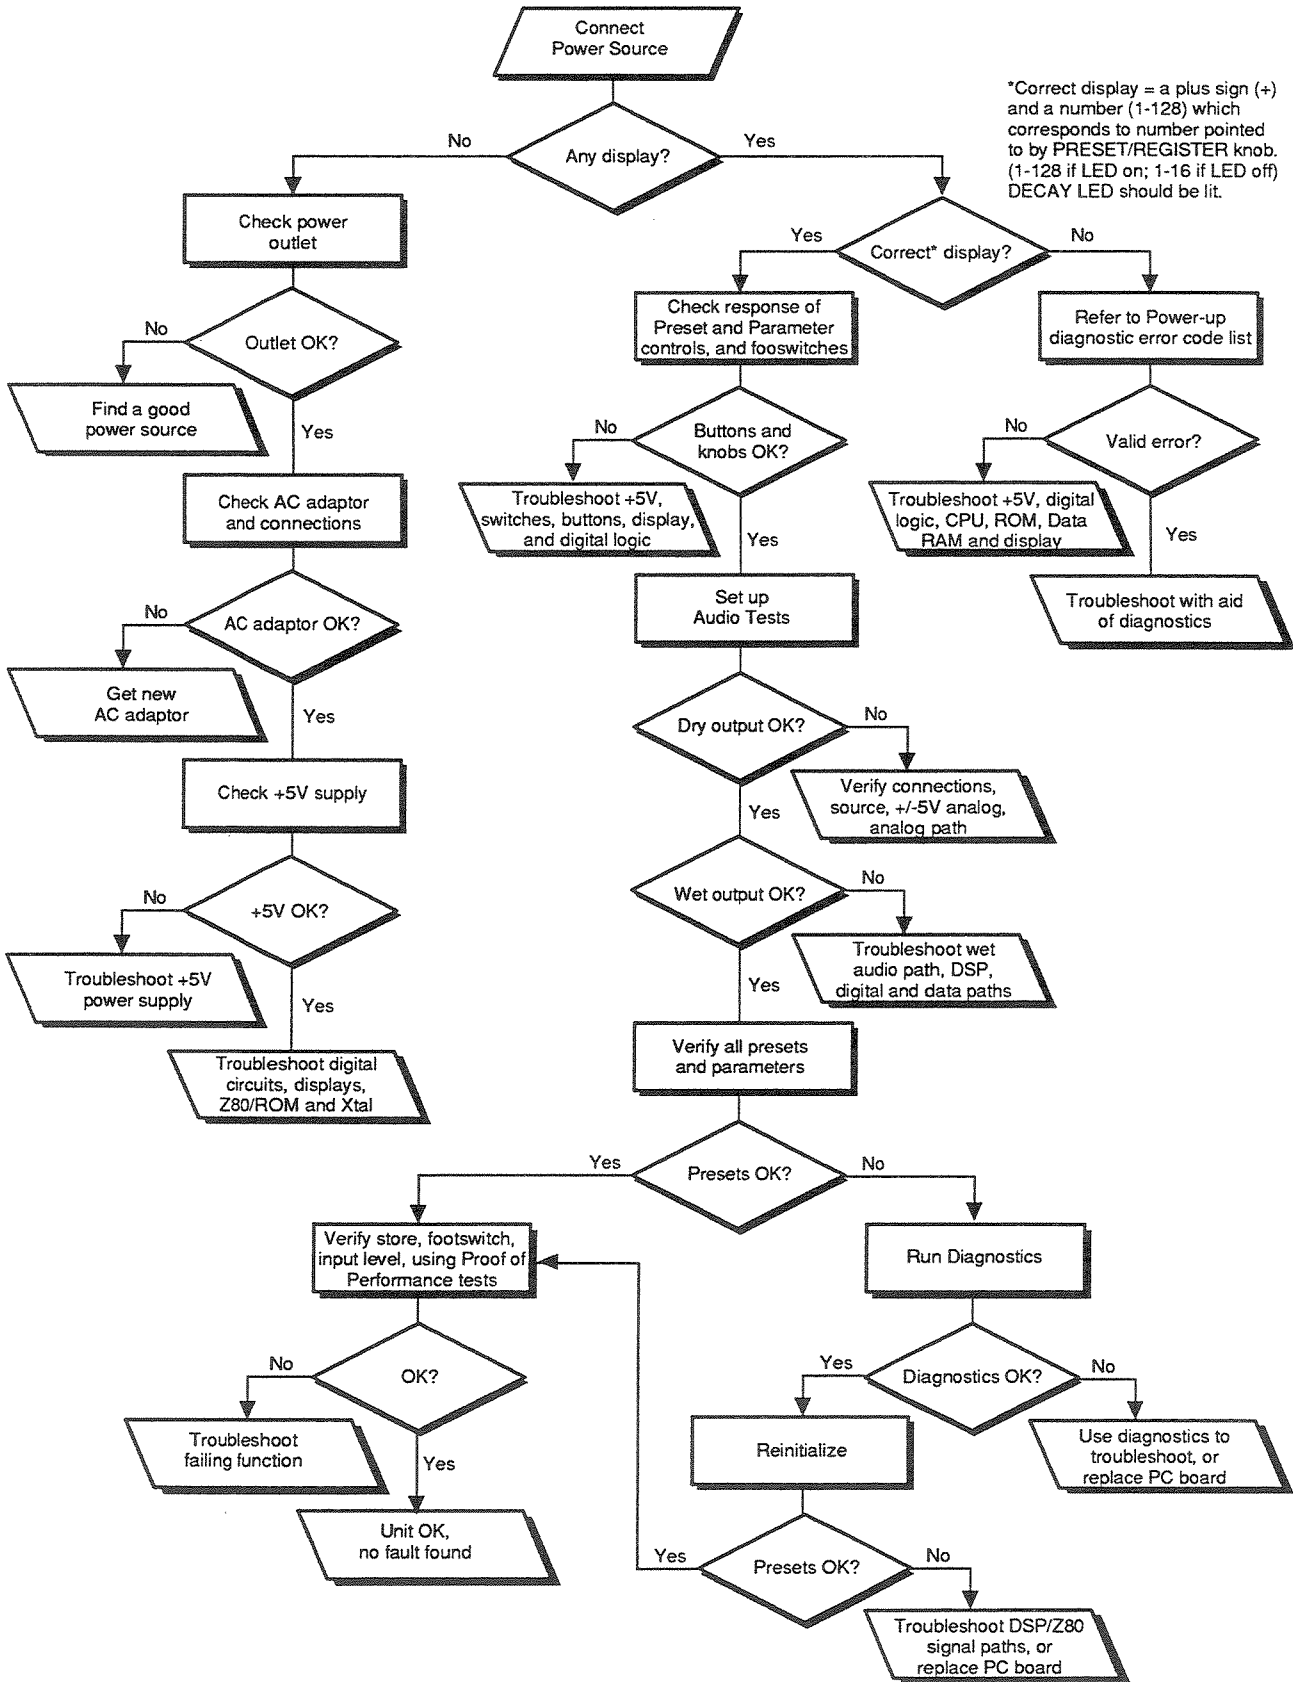 Connect
Power Source
*Correct display = a plus sign (+)
and a number (1-128) which
corresponds to number pointed
to by PRESET/REGISTER knob.
(1-128 if LED on; 1-16 if LED off)
DECAY LED should be lit.
No
Any display?
Yes
Check power
outlet
Yes
Correct* display?
No
No
Outlet OK?
Yes
Find a good
power source
Check response of
Preset and Parameter
controls, and fooswitches
Refer to Power-up
diagnostic error code list
No
Buttons and
knobs OK?
Yes
No
Valid error?
Yes
Check AC adaptor
and connections
Troubleshoot +5V,
switches, buttons, display,
and digital logic
Troubleshoot +5V, digital
logic, CPU, ROM, Data
RAM and display
Set up
Audio Tests
Troubleshoot with aid
of diagnostics
No
AC adaptor OK?
Yes
Get new
AC adaptor
Dry output OK?
No
Yes
Check +5V supply
Verify connections,
source, +/-5V analog,
analog path
No
+5V OK?
Yes
Wet output OK?
No
Yes
Troubleshoot +5V
power supply
Troubleshoot wet
audio path, DSP,
digital and data paths
Troubleshoot digital
circuits, displays,
Z80/ROM and Xtal
Verify all presets
and parameters
Yes
Presets OK?
No
Verify store, footswitch,
input level, using Proof of
Performance tests
Run Diagnostics
No
OK?
Yes
Yes
Diagnostics OK?
No
Troubleshoot
failing function
Reinitialize
Use diagnostics to
troubleshoot, or
replace PC board
Unit OK,
no fault found
Yes
Presets OK?
No
Troubleshoot DSP/Z80
signal paths, or
replace PC board